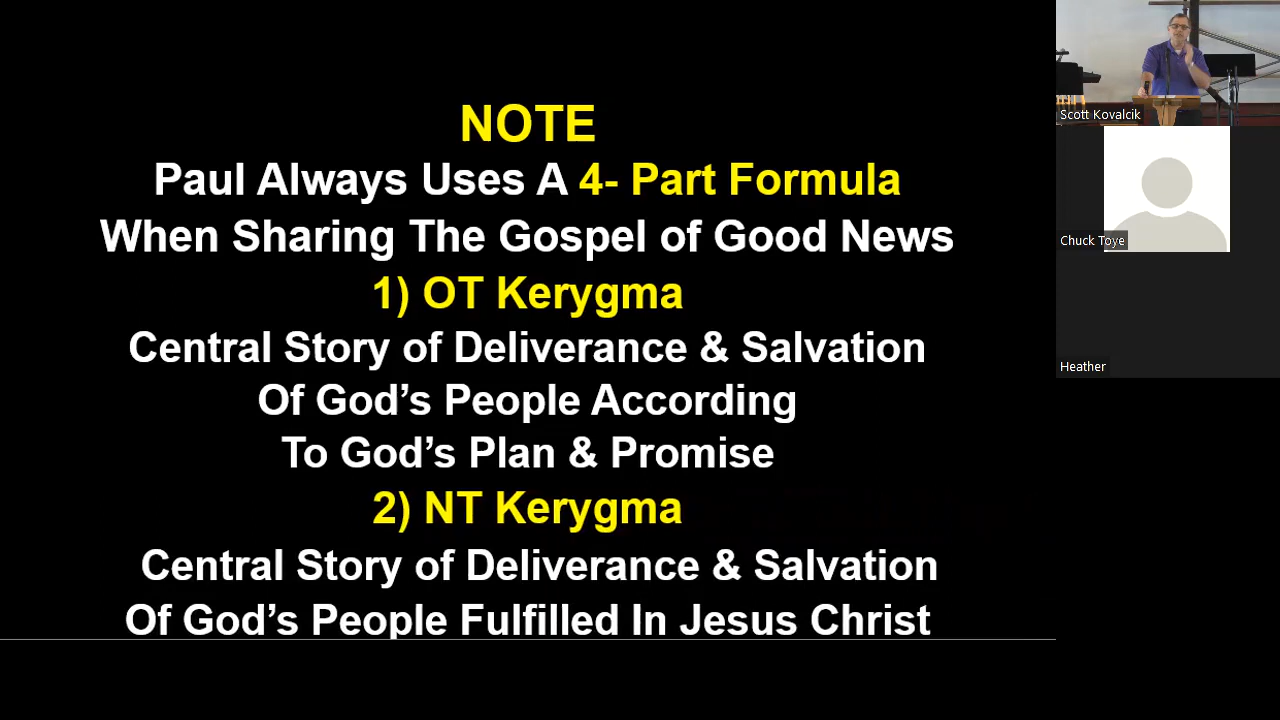 NOTE
Paul Always Uses A 4- Part Formula
When Sharing The Gospel of Good News
1) OT Kerygma
Central Story of Deliverance & Salvation
Of God’s People According
To God’s Plan & Promise
2) NT Kerygma
Central Story of Deliverance & Salvation
Of God’s People Fulfilled In Jesus Christ
Scott Kovalcik
Chuck Toye
Heather